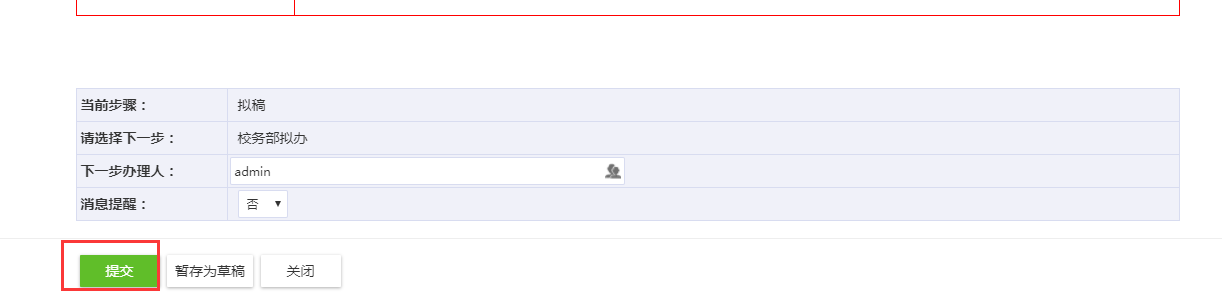 当前步骤： 拟稿
请选择下一步： 校务部拟办
下一步办理人： admin
消息提醒： 否
提交 暂存为草稿 关闭